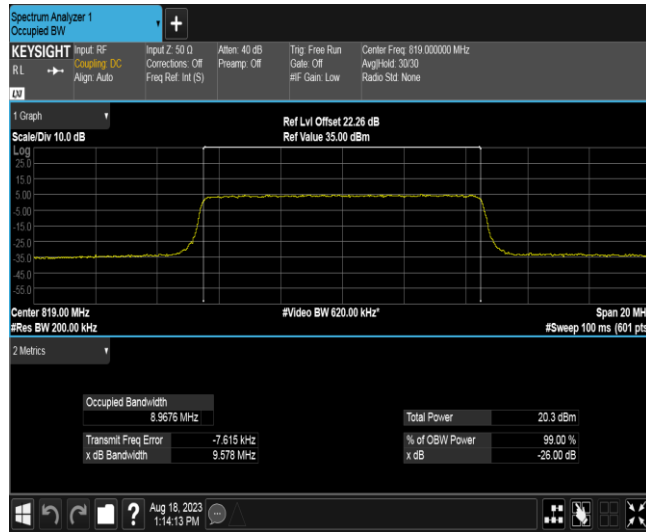 Spectrum Analyzer 1
Occupied BW
+
KEYSIGHT
RL
LXI
Input: RF
Coupling: DC
Align: Auto
Input Z: 50 Ω
Corrections: Off
Freq Ref: Int (S)
Atten: 40 dB
Preamp: Off
Trig: Free Run
Gate: Off
#IF Gain: Low
Center Freq: 819.000000 MHz
Avg|Hold: 30/30
Radio Std: None
1 Graph
Scale/Div 10.0 dB
Ref Lvl Offset 22.26 dB
Ref Value 35.00 dBm
Log
25.0
15.0
5.00
-5.00
-15.0
-25.0
-35.0
-45.0
-55.0
Center 819.00 MHz
#Video BW 620.00 kHz*
Span 20 MH
#Res BW 200.00 kHz
#Sweep 100 ms (601 pts
2 Metrics
Occupied Bandwidth
8.9676 MHz
Total Power 20.3 dBm
Transmit Freq Error -7.615 kHz
% of OBW Power 99.00 %
x dB Bandwidth 9.578 MHz
x dB -26.00 dB
?
Aug 18, 2023
1:14:13 PM